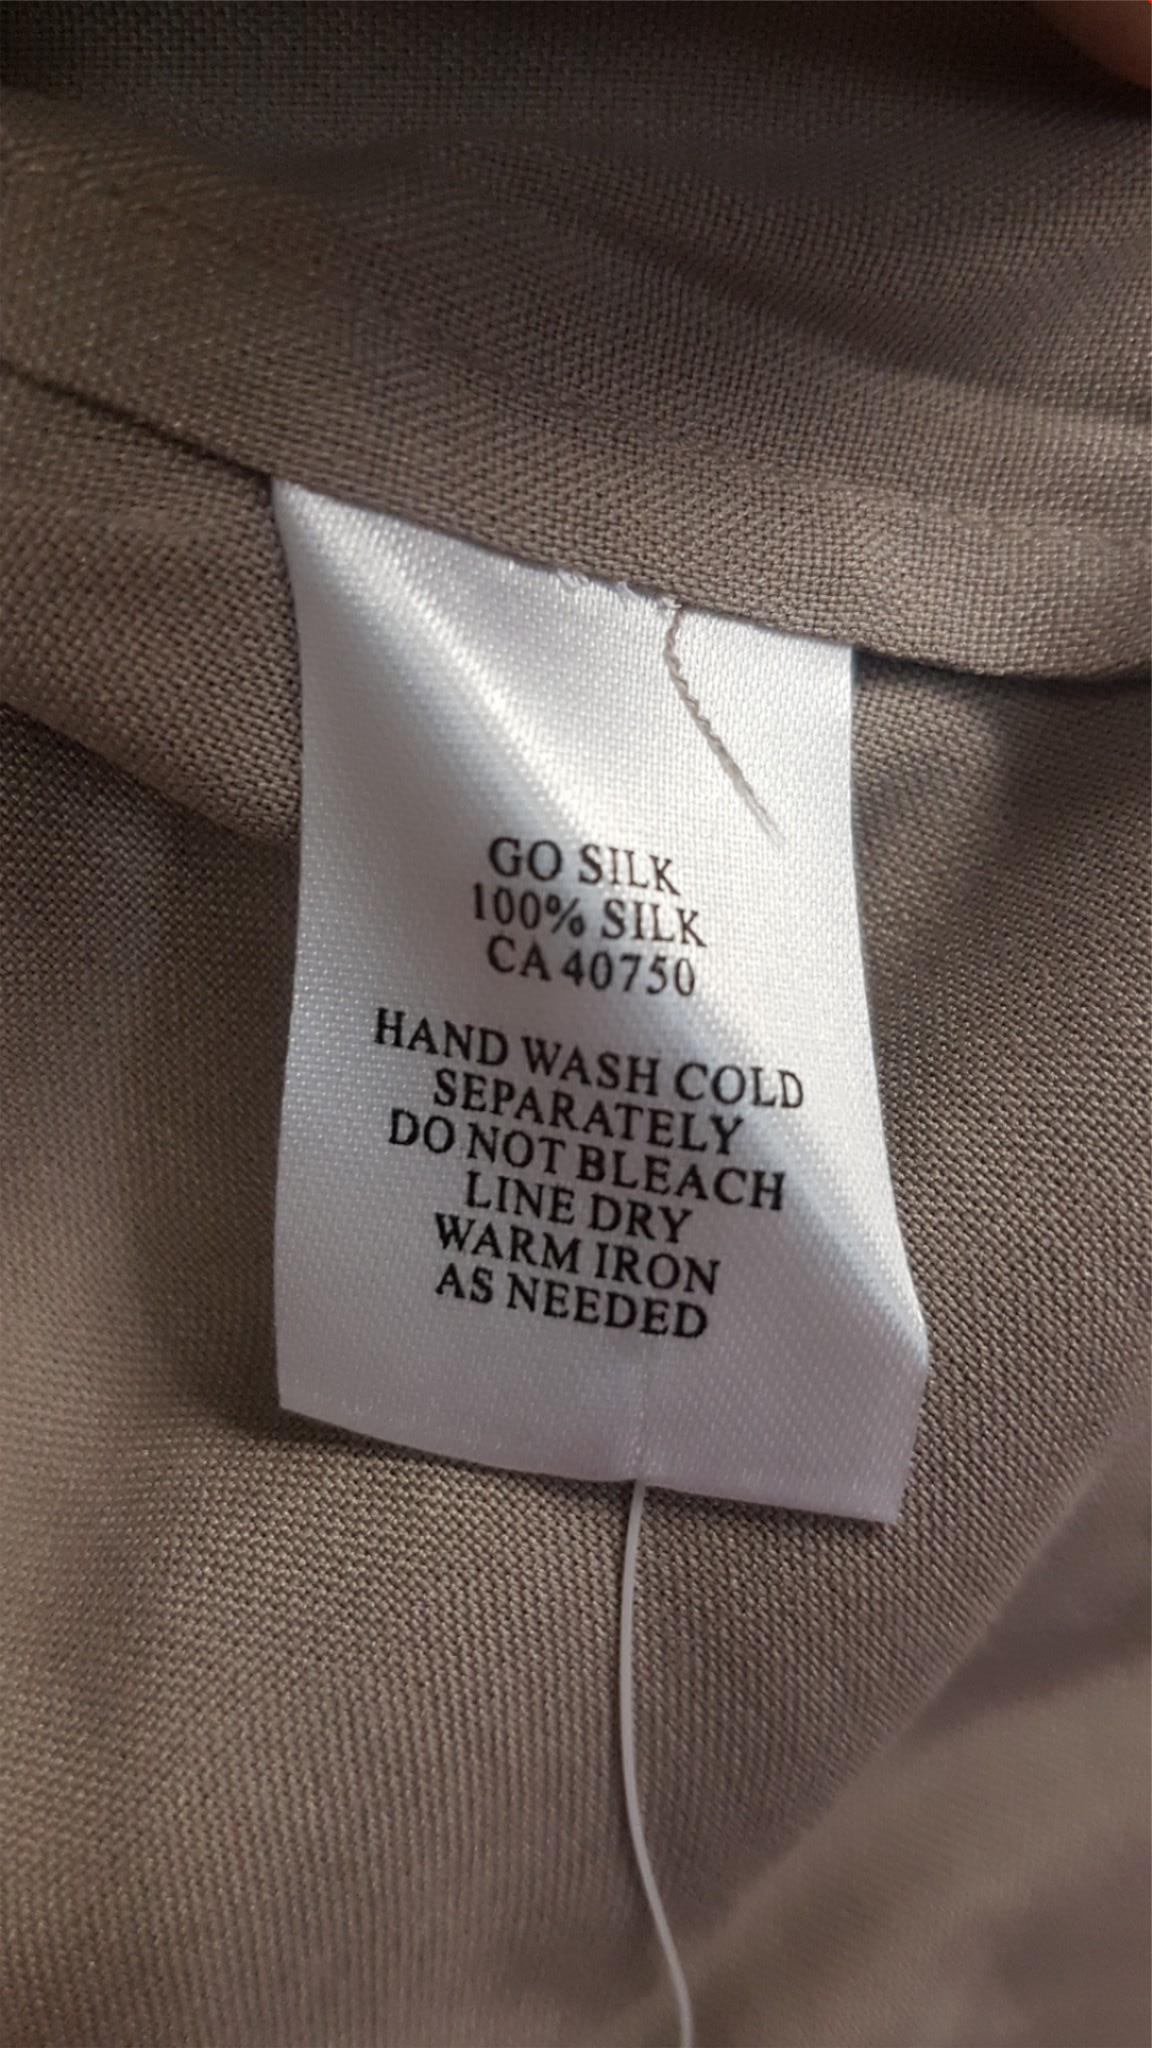 GO SILK
100% SILK
CA 40750
HAND WASH COLD
SEPARATELY
DO NOT BLEACH
LINE DRY
WARM IRON
AS NEEDED